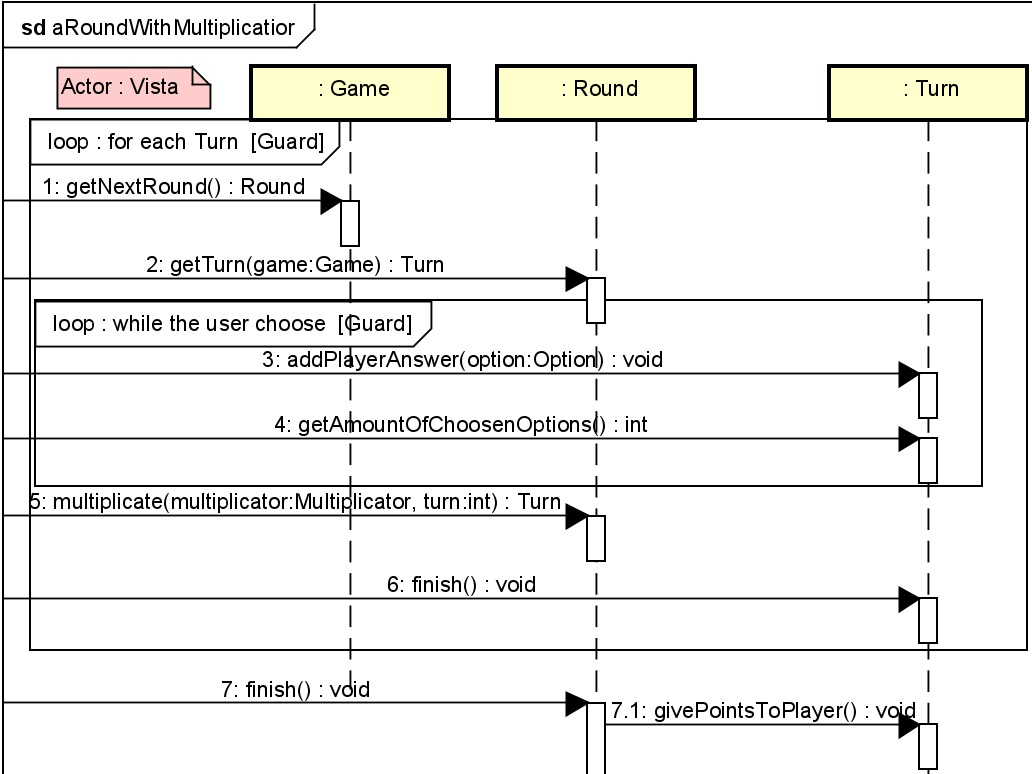 sd aRoundWithMultiplicatior
Actor : Vista
: Game
: Round
: Turn
loop : for each Turn [Guard]
1: getNextRound() : Round
2: getTurn(game:Game) : Turn
loop : while the user choose [Guard]
3: addPlayerAnswer(option:Option) : void
4: getAmountOfChoosenOptions() : int
5: multiplicate(multiplicator:Multiplicator, turn:int) : Turn
6: finish() : void
7: finish() : void
7.1: givePointsToPlayer() : void